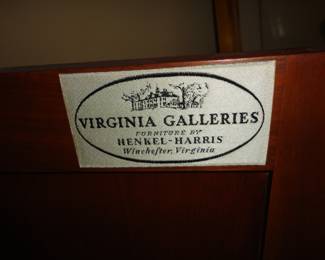 VIRGINIA GALLERIES
FURNITURE BY
HENKEL-HARRIS
Winchester, Virginia